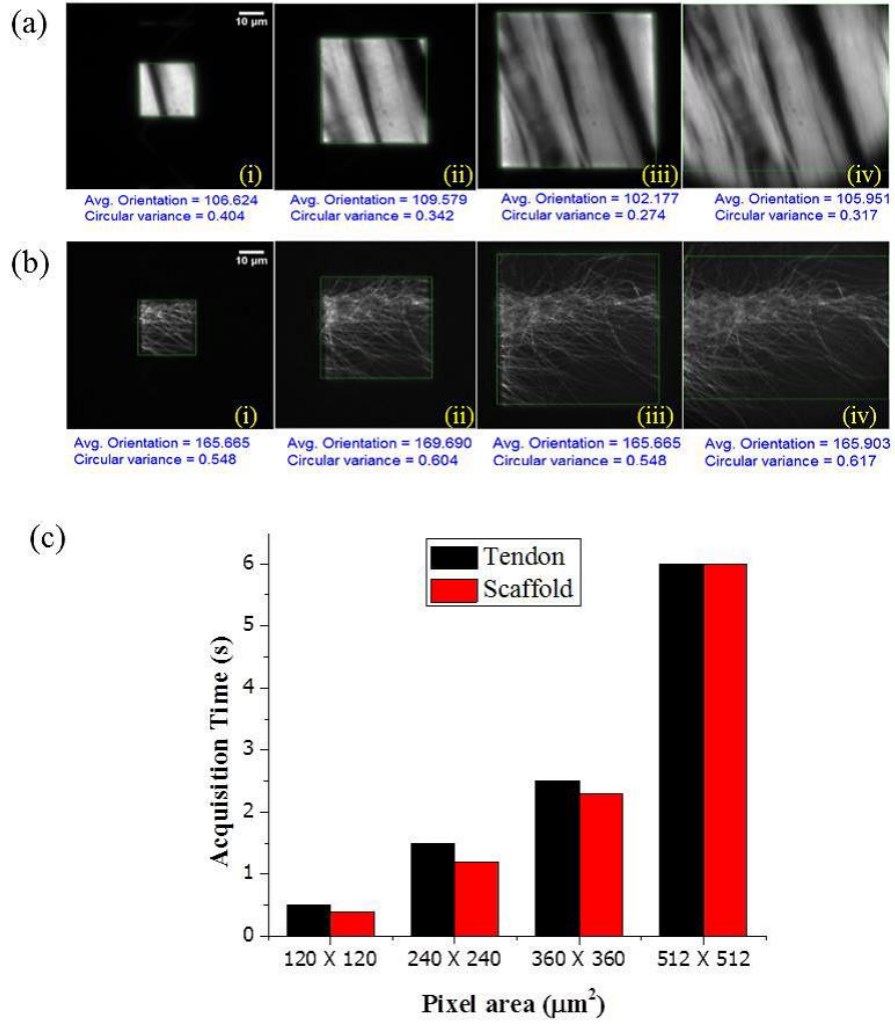 (a)
10 μm
(i)
(ii)
(iii)
(iv)
Avg. Orientation = 106.624
Circular variance = 0.404
Avg. Orientation = 109.579
Circular variance = 0.342
Avg. Orientation = 102.177
Circular variance = 0.274
Avg. Orientation = 105.951
Circular variance = 0.317
(b)
10 μm
(i)
(ii)
(iii)
(iv)
Avg. Orientation = 165.665
Circular variance = 0.548
Avg. Orientation = 169.690
Circular variance = 0.604
Avg. Orientation = 165.665
Circular variance = 0.548
Avg. Orientation = 165.903
Circular variance = 0.617
(c)
Tendon
Scaffold
Acquisition Time (s)
6
5
4
3
2
1
0
120 X 120
240 X 240
360 X 360
512 X 512
Pixel area (μm²)